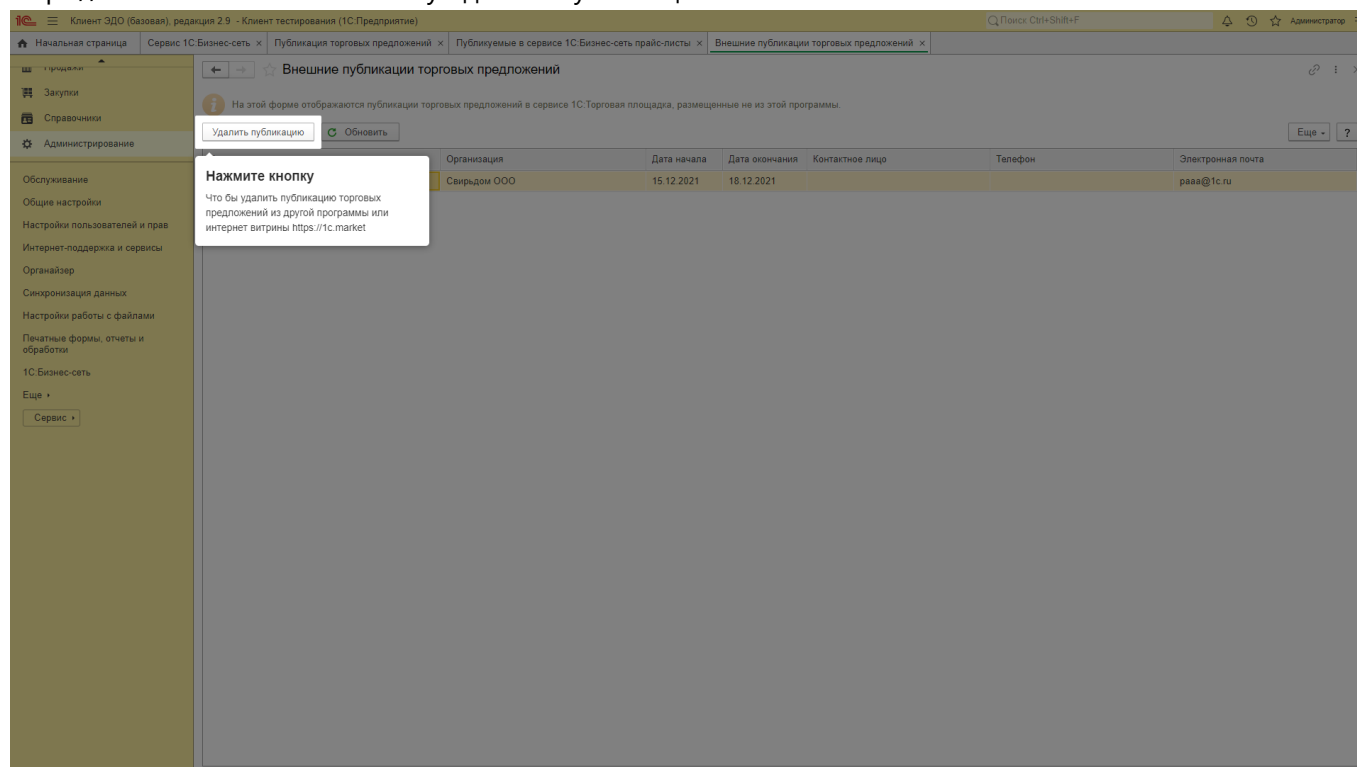 Клиент ЭДО (базовая), редакция 2.9 - Клиент тестирования (1С:Предприятие)
Поиск Ctrl+Shift+F
Администратор
Начальная страница
Сервис 1С:Бизнес-сеть ×
Публикация торговых предложений ×
Публикуемые в сервисе 1С:Бизнес-сеть прайс-листы ×
Внешние публикации торговых предложений ×
Продажи
Закупки
Справочники
Администрирование
Обслуживание
Общие настройки
Настройки пользователей и прав
Интернет-поддержка и сервисы
Органайзер
Синхронизация данных
Настройки работы с файлами
Печатные формы, отчеты и
обработки
1С:Бизнес-сеть
Еще
Сервис
Внешние публикации торговых предложений
На этой форме отображаются публикации торговых предложений в сервисе 1С:Торговая площадка, размещенные не из этой программы.
Удалить публикацию
Обновить
Еще
?
Организация
Дата начала
Дата окончания
Контактное лицо
Телефон
Электронная почта
Свирьдом ООО
15.12.2021
18.12.2021
paaa@1c.ru
Нажмите кнопку
Что бы удалить публикацию торговых
предложений из другой программы или
интернет витрины https://1c.market